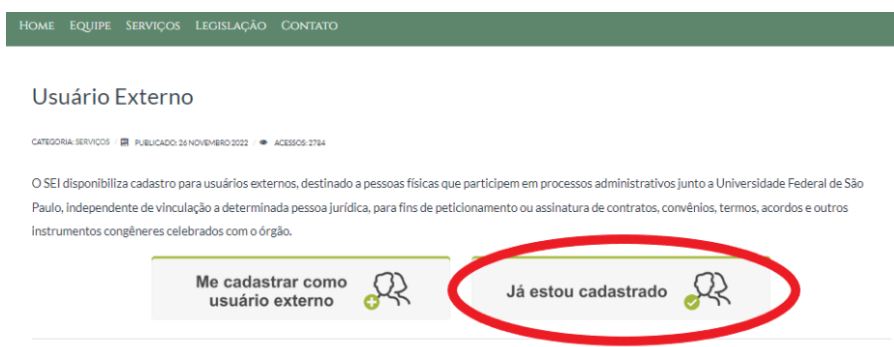 Home Equipe Serviços Legislação Contato
Usuário Externo
CATEGORIA: SERVIÇOS / PUBLICADO: 26 NOVEMBRO 2022 / ACESSOS: 2784
O SEI disponibiliza cadastro para usuários externos, destinado a pessoas físicas que participem em processos administrativos junto a Universidade Federal de São
Paulo, independente de vinculação a determinada pessoa jurídica, para fins de peticionamento ou assinatura de contratos, convênios, termos, acordos e outros
instrumentos congêneres celebrados com o órgão.
Me cadastrar como
usuário externo
Já estou cadastrado